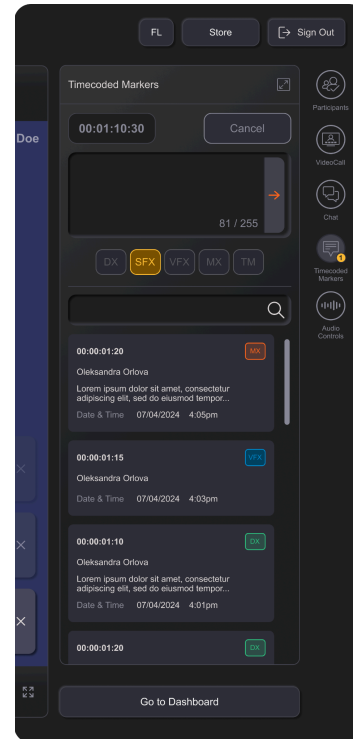 FL
Store
Sign Out
Timecoded Markers
Doe
00:01:10:30
Cancel
81 / 255
DX
SFX
VFX
MX
TM
00:00:01:20
MX
Oleksandra Orlova
Lorem ipsum dolor sit amet, consectetur
adipiscing elit, sed do eiusmod tempor...
Date & Time 07/04/2024 4:05pm
00:00:01:15
VFX
Oleksandra Orlova
Date & Time 07/04/2024 4:03pm
00:00:01:10
DX
Oleksandra Orlova
Lorem ipsum dolor sit amet, consectetur
adipiscing elit, sed do eiusmod tempor...
Date & Time 07/04/2024 4:01pm
00:00:01:20
DX
Go to Dashboard
Participants
VideoCall
Chat
1
Timecoded
Markers
Audio
Controls